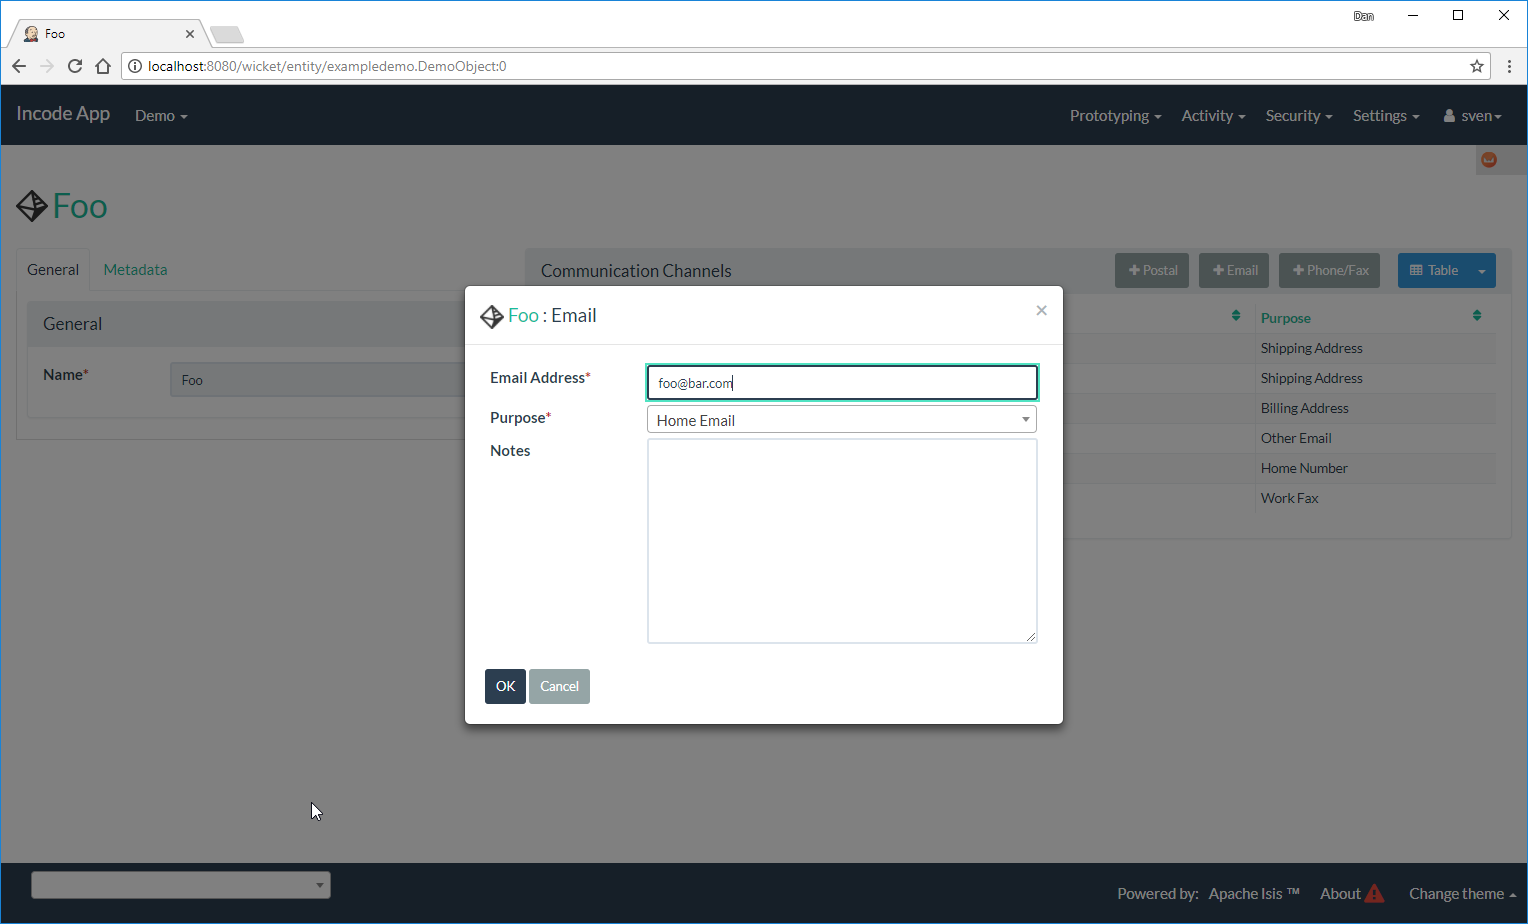 Dan
Foo
localhost:8080/wicket/entity/exampledemo.DemoObject:0
Incode App Demo Prototyping Activity Security Settings sven
Foo
General Metadata
Communication Channels Postal Email Phone/Fax Table
General
Name* Foo
Purpose
Shipping Address
Shipping Address
Billing Address
Other Email
Home Number
Work Fax
Foo : Email ×
Email Address* foo@bar.com
Purpose* Home Email
Notes
OK Cancel
Powered by: Apache Isis ™ About Change theme